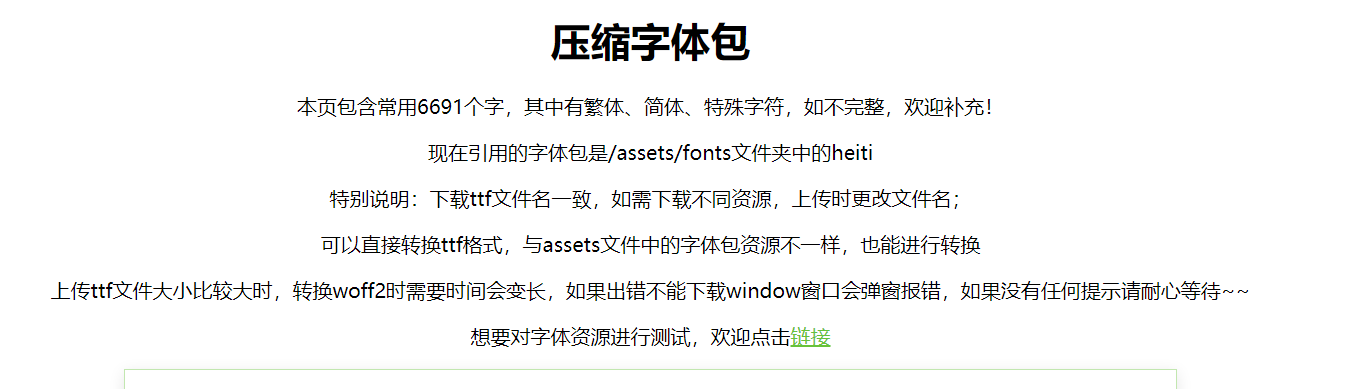 压缩字体包
本页包含常用6691个字，其中有繁体、简体、特殊字符，如不完整，欢迎补充！
现在引用的字体包是/assets/fonts文件夹中的heiti
特别说明：下载ttf文件名一致，如需下载不同资源，上传时更改文件名；
可以直接转换ttf格式，与assets文件中的字体包资源不一样，也能进行转换
上传ttf文件大小比较大时，转换woff2时需要时间会变长，如果出错不能下载window窗口会弹窗报错，如果没有任何提示请耐心等待~~
想要对字体资源进行测试，欢迎点击链接